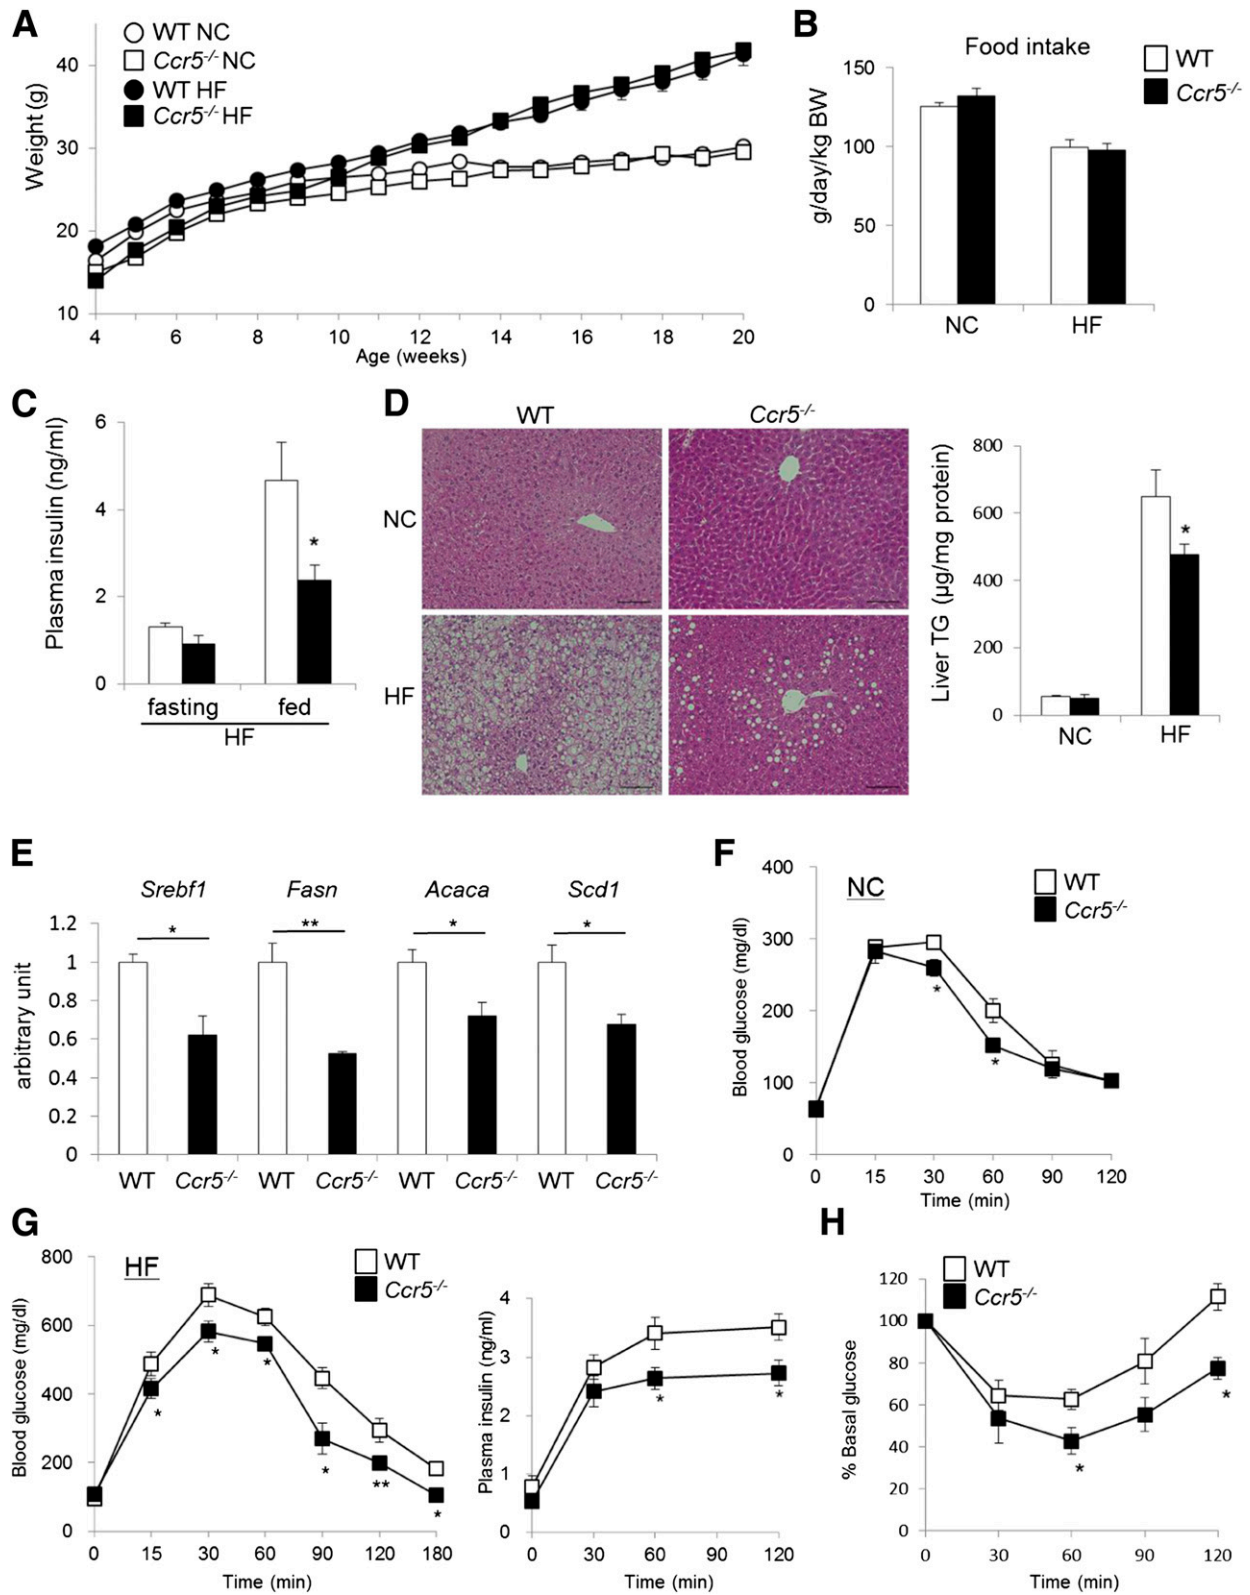 A
WT NC
Ccr5-/- NC
WT HF
Ccr5-/- HF
Weight (g)
40
30
20
10
4 6 8 10 12 14 16 18 20
Age (weeks)
B
Food intake
WT
Ccr5-/-
g/day/kg BW
150
100
50
0
NC HF
C
Plasma insulin (ng/ml)
6
4
2
0
*
fasting fed
HF
D
WT Ccr5-/-
NC
HF
Liver TG (µg/mg protein)
800
600
400
200
0
*
NC HF
E
Srebf1 Fasn Acaca Scd1
* ** * *
arbitrary unit
1.2
1
0.8
0.6
0.4
0.2
0
WT Ccr5-/- WT Ccr5-/- WT Ccr5-/- WT Ccr5-/-
F
NC
WT
Ccr5-/-
Blood glucose (mg/dl)
400
300
200
100
0
*
*
0 15 30 60 90 120
Time (min)
G
HF
WT
Ccr5-/-
Blood glucose (mg/dl)
800
600
400
200
0
* * * * ** *
0 15 30 60 90 120 180
Time (min)
Plasma insulin (ng/ml)
4
3
2
1
0
* *
0 30 60 90 120
Time (min)
H
WT
Ccr5-/-
% Basal glucose
120
100
80
60
40
20
0
* *
0 30 60 90 120
Time (min)